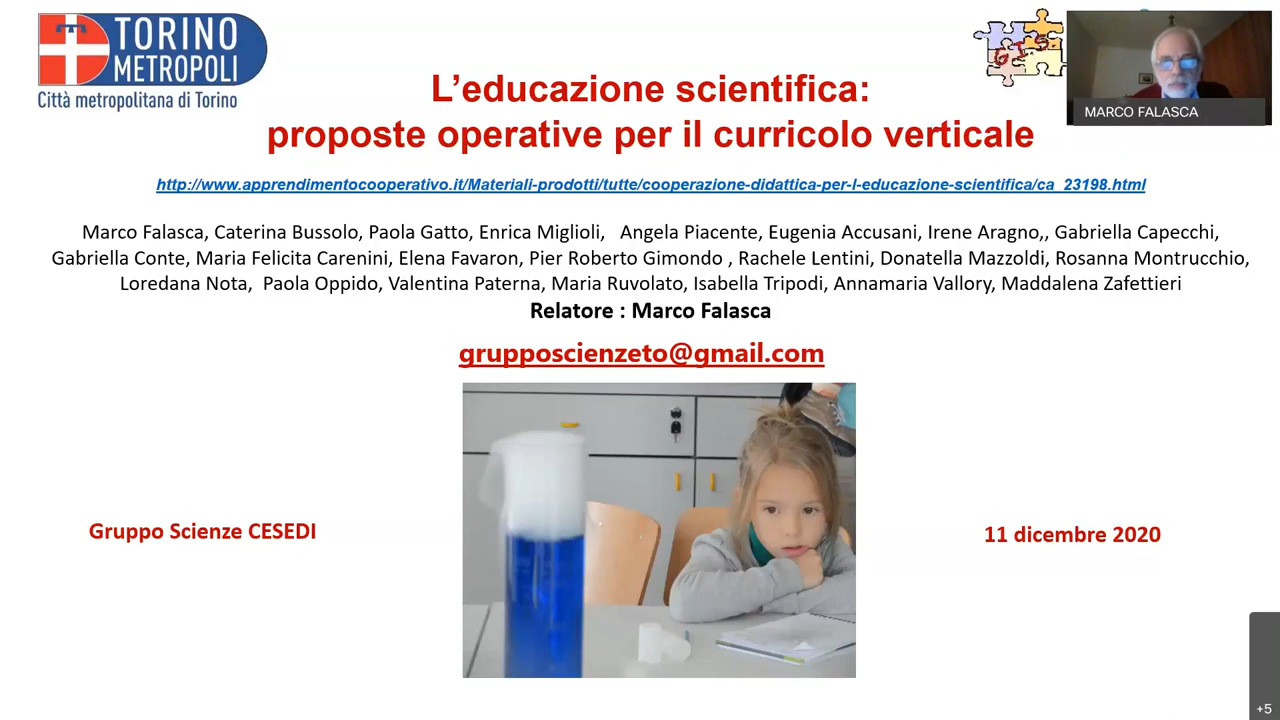 TORINO
METROPOLI
Città metropolitana di Torino
G.I.S.
MARCO FALASCA
L'educazione scientifica:
proposte operative per il curricolo verticale
http://www.apprendimentocooperativo.it/Materiali-prodotti/tutte/cooperazione-didattica-per-l-educazione-scientifica/ca_23198.html
Marco Falasca, Caterina Bussolo, Paola Gatto, Enrica Miglioli, Angela Piacente, Eugenia Accusani, Irene Aragno,, Gabriella Capecchi,
Gabriella Conte, Maria Felicita Carenini, Elena Favaron, Pier Roberto Gimondo , Rachele Lentini, Donatella Mazzoldi, Rosanna Montrucchio,
Loredana Nota, Paola Oppido, Valentina Paterna, Maria Ruvolato, Isabella Tripodi, Annamaria Vallory, Maddalena Zafettieri
Relatore : Marco Falasca
grupposcienzeto@gmail.com
Gruppo Scienze CESEDI
11 dicembre 2020
+5